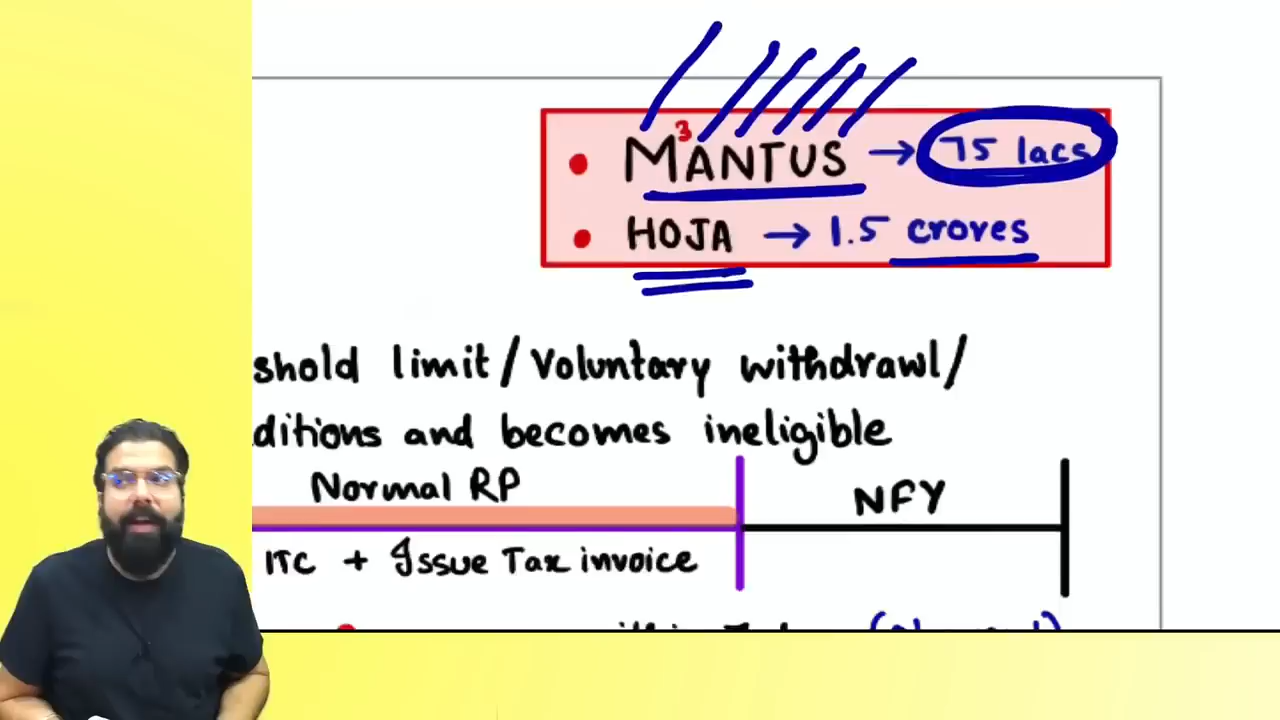 • M³ANTUS → 75 lacs
• HOJA → 1.5 crores
shold limit/Voluntary withdrawl/
ditions and becomes ineligible
Normal RP
NFY
ITC + Issue Tax invoice